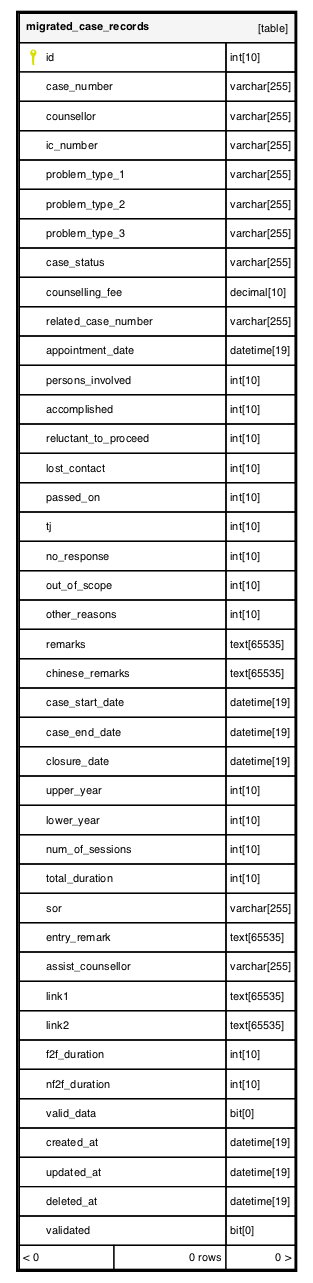 migrated_case_records [table]
id int[10]
case_number varchar[255]
counsellor varchar[255]
ic_number varchar[255]
problem_type_1 varchar[255]
problem_type_2 varchar[255]
problem_type_3 varchar[255]
case_status varchar[255]
counselling_fee decimal[10]
related_case_number varchar[255]
appointment_date datetime[19]
persons_involved int[10]
accomplished int[10]
reluctant_to_proceed int[10]
lost_contact int[10]
passed_on int[10]
tj int[10]
no_response int[10]
out_of_scope int[10]
other_reasons int[10]
remarks text[65535]
chinese_remarks text[65535]
case_start_date datetime[19]
case_end_date datetime[19]
closure_date datetime[19]
upper_year int[10]
lower_year int[10]
num_of_sessions int[10]
total_duration int[10]
sor varchar[255]
entry_remark text[65535]
assist_counsellor varchar[255]
link1 text[65535]
link2 text[65535]
f2f_duration int[10]
nf2f_duration int[10]
valid_data bit[0]
created_at datetime[19]
updated_at datetime[19]
deleted_at datetime[19]
validated bit[0]
< 0 0 rows 0 >